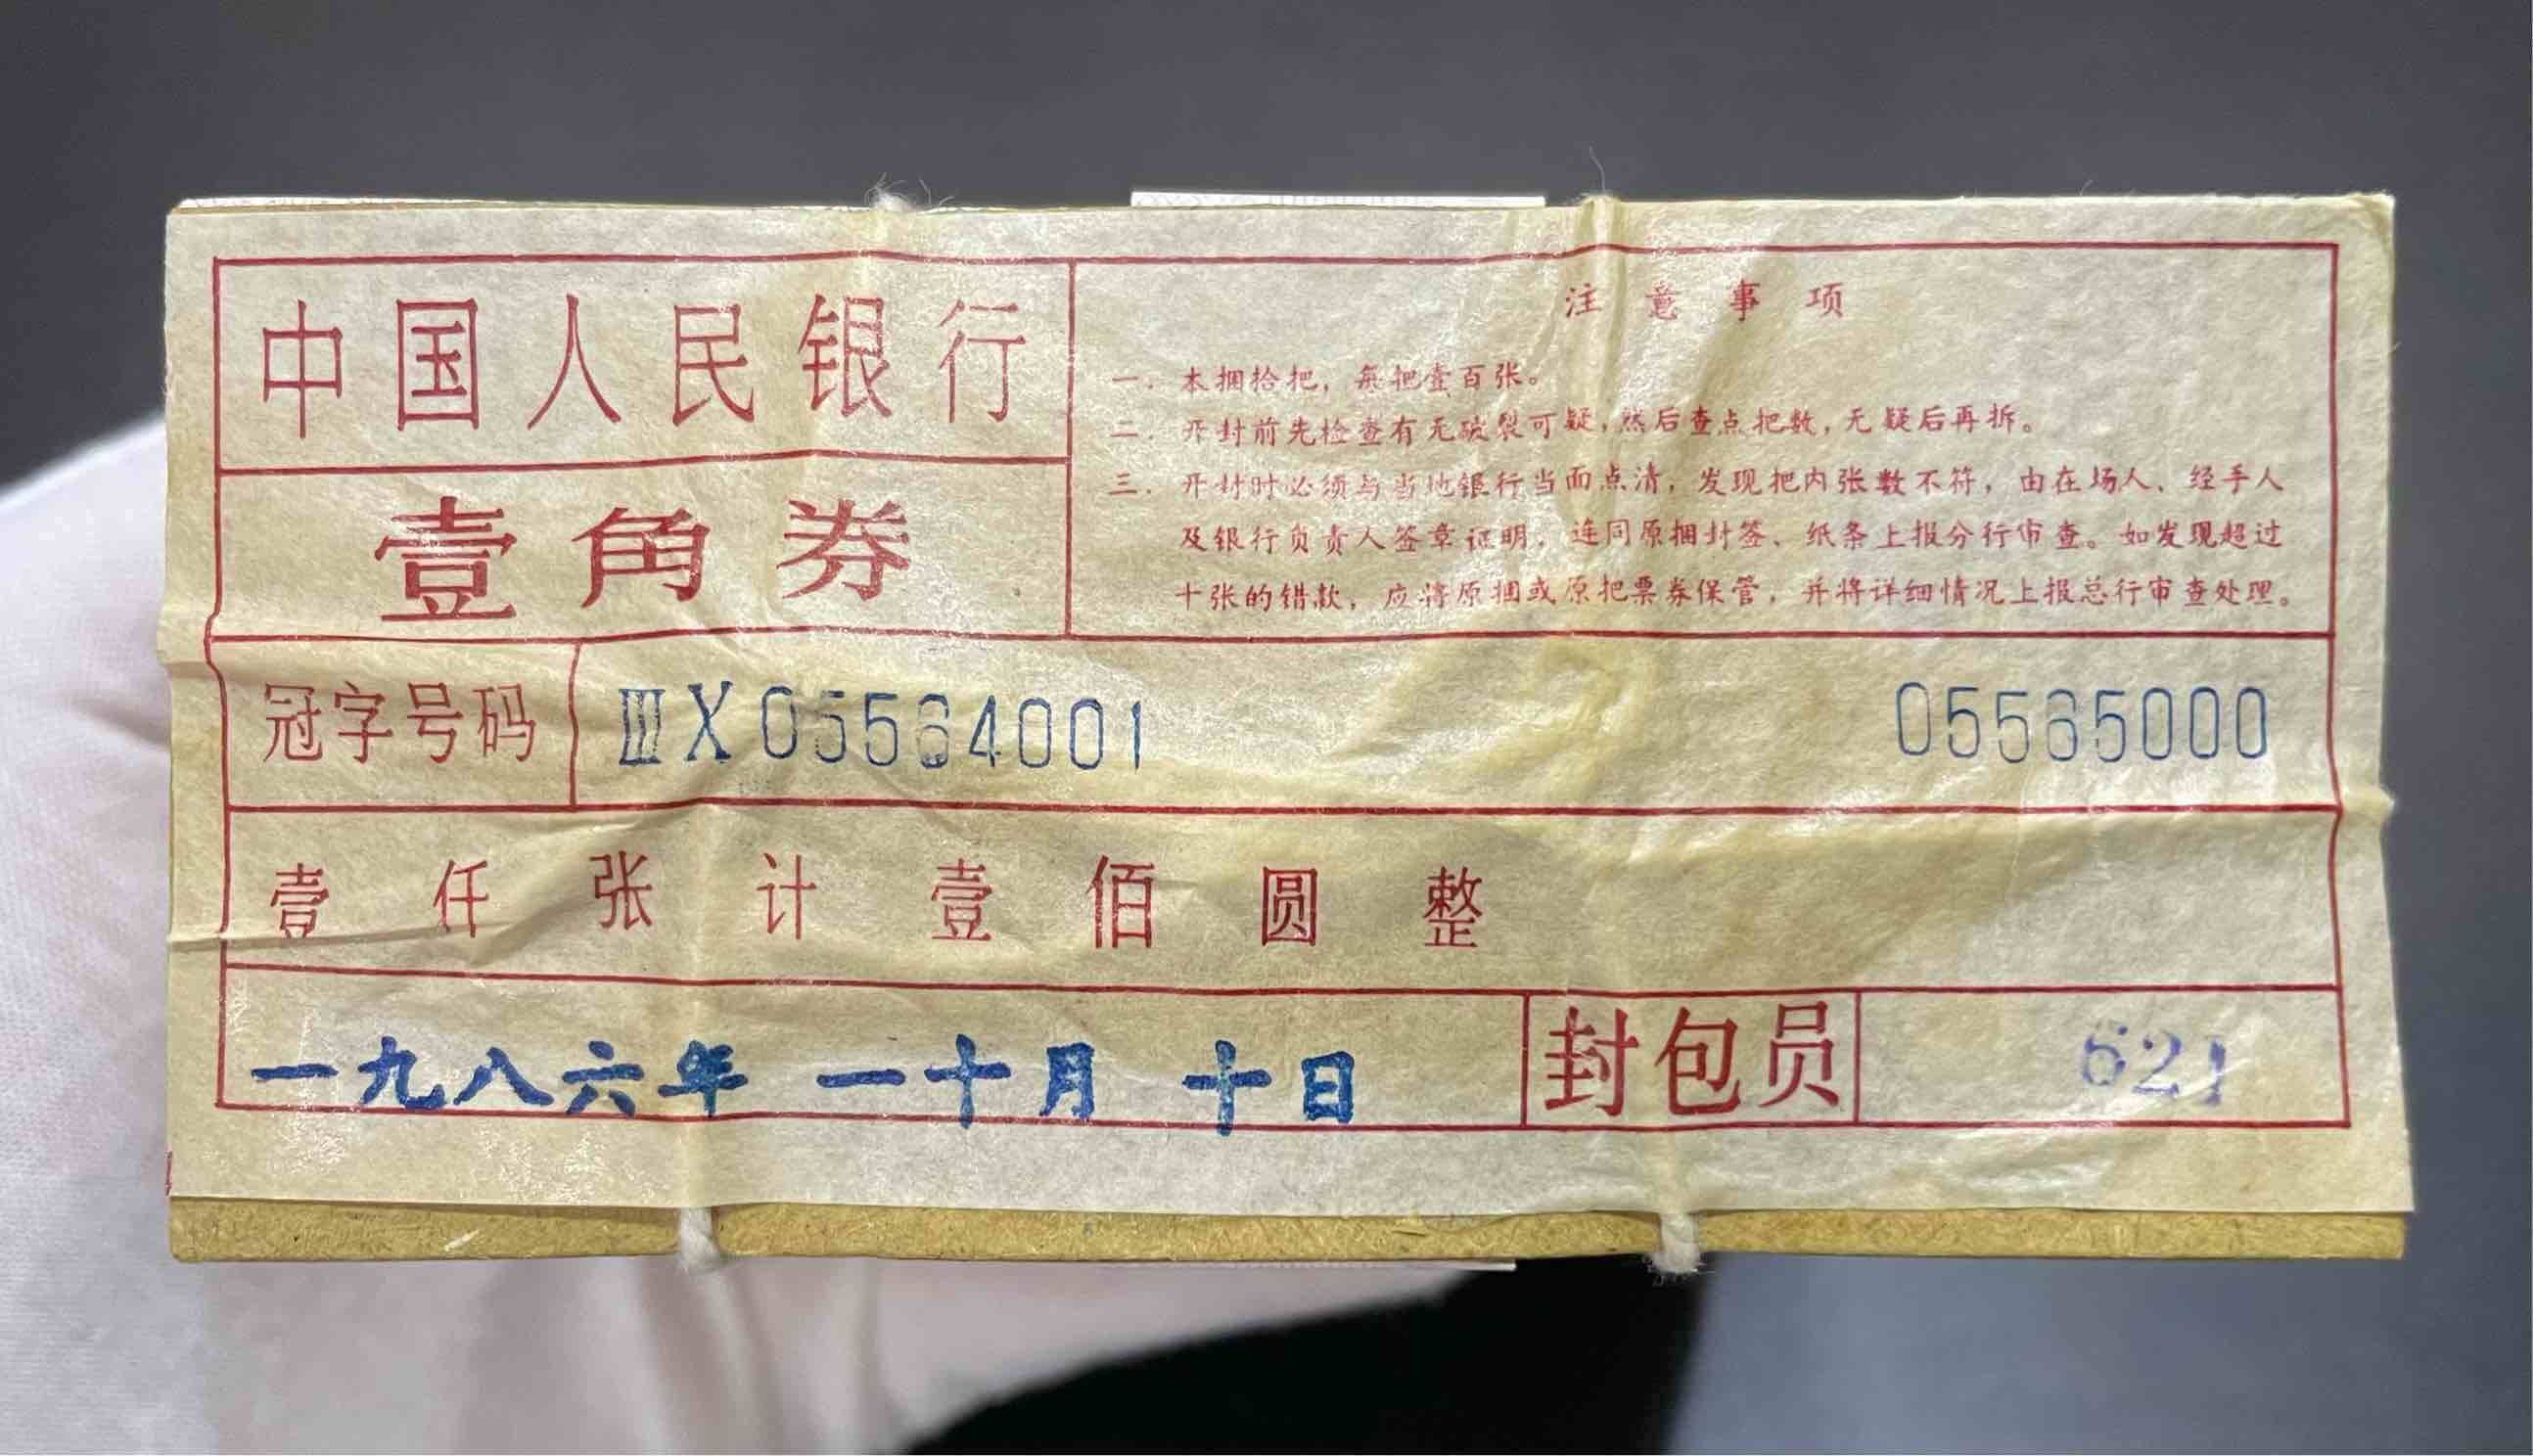 中国人民银行
壹角券
注意事项
一．本捆拾把，每把壹百张。
二．开封前先检查有无破裂可疑，然后查点把数，无疑后再拆。
三．开封时必须与当地银行当面点清，发现把内张数不符，由在场人、经手人
及银行负责人签章证明，连同原捆封签、纸条上报分行审查。如发现超过
十张的错款，应将原捆或原把票券保管，并将详细情况上报总行审查处理。
冠字号码 ⅢX05564001 05565000
壹仟张计壹佰圆整
一九八六年 一十月 十日 封包员 621